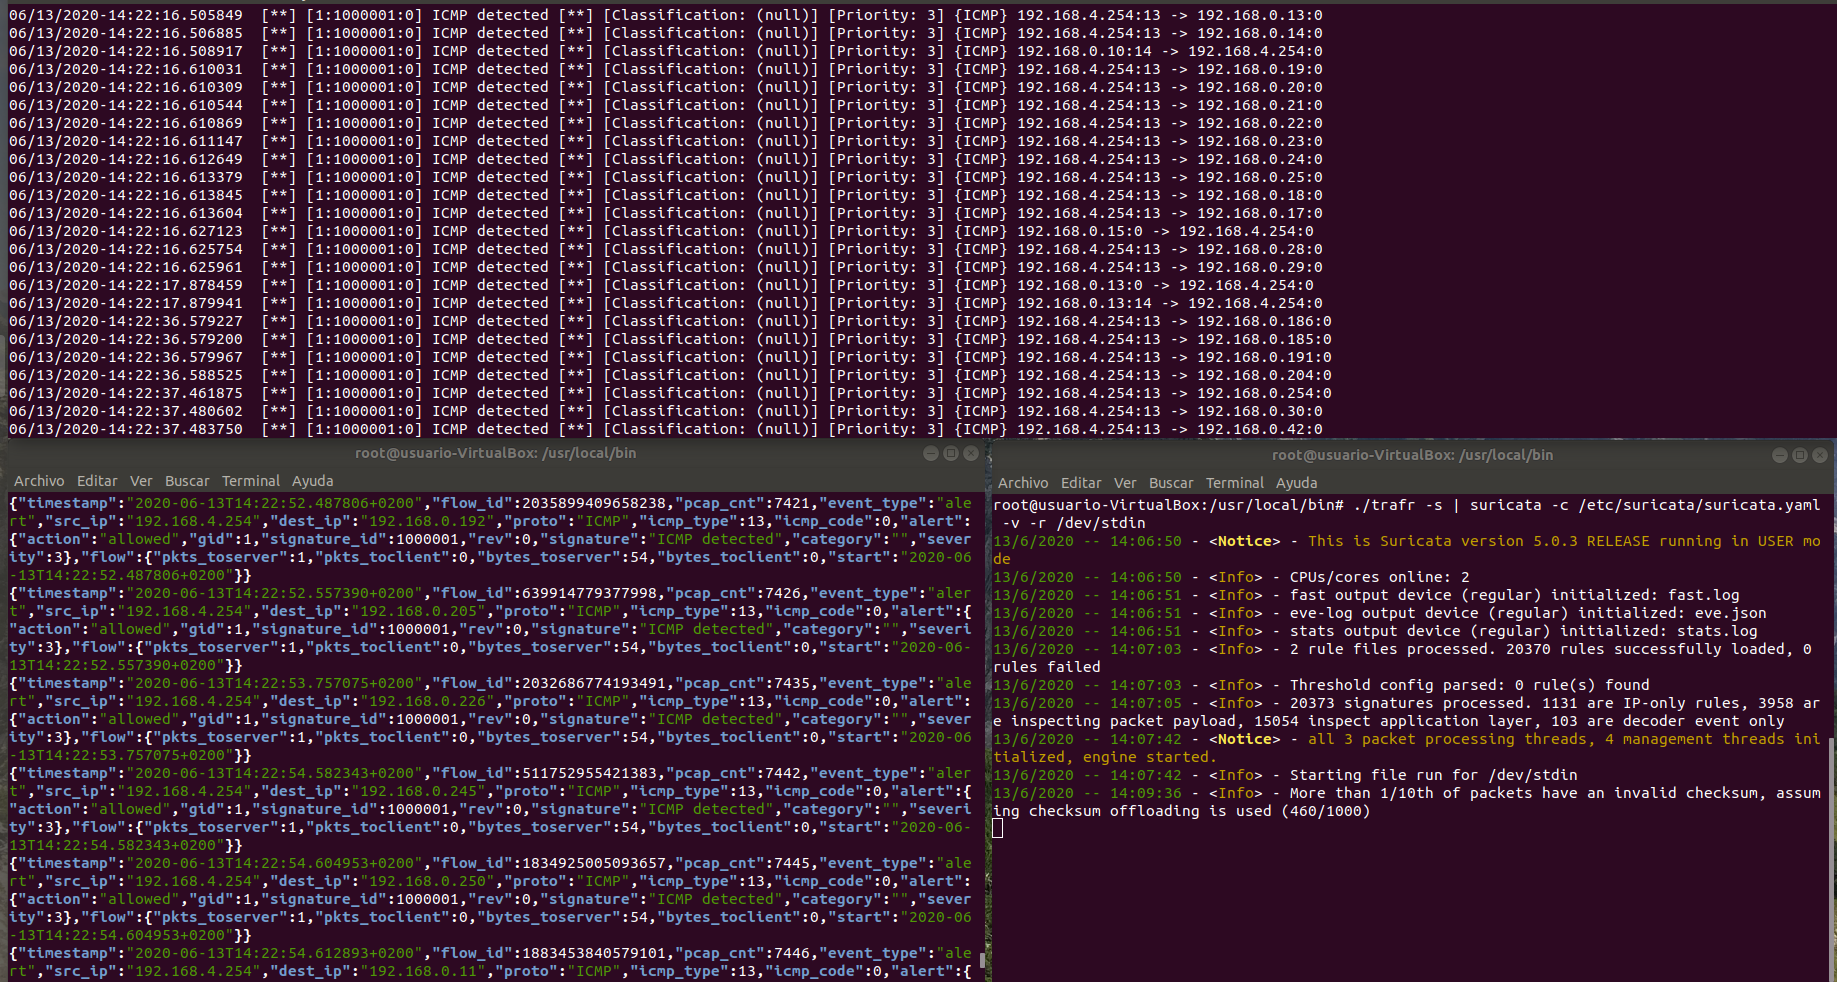 06/13/2020-14:22:16.505849  [**] [1:1000001:0] ICMP detected [**] [Classification: (null)] [Priority: 3] {ICMP} 192.168.4.254:13 -> 192.168.0.13:0
06/13/2020-14:22:16.506885  [**] [1:1000001:0] ICMP detected [**] [Classification: (null)] [Priority: 3] {ICMP} 192.168.4.254:13 -> 192.168.0.14:0
06/13/2020-14:22:16.508917  [**] [1:1000001:0] ICMP detected [**] [Classification: (null)] [Priority: 3] {ICMP} 192.168.0.10:14 -> 192.168.4.254:0
06/13/2020-14:22:16.610031  [**] [1:1000001:0] ICMP detected [**] [Classification: (null)] [Priority: 3] {ICMP} 192.168.4.254:13 -> 192.168.0.19:0
06/13/2020-14:22:16.610309  [**] [1:1000001:0] ICMP detected [**] [Classification: (null)] [Priority: 3] {ICMP} 192.168.4.254:13 -> 192.168.0.20:0
06/13/2020-14:22:16.610544  [**] [1:1000001:0] ICMP detected [**] [Classification: (null)] [Priority: 3] {ICMP} 192.168.4.254:13 -> 192.168.0.21:0
06/13/2020-14:22:16.610869  [**] [1:1000001:0] ICMP detected [**] [Classification: (null)] [Priority: 3] {ICMP} 192.168.4.254:13 -> 192.168.0.22:0
06/13/2020-14:22:16.611147  [**] [1:1000001:0] ICMP detected [**] [Classification: (null)] [Priority: 3] {ICMP} 192.168.4.254:13 -> 192.168.0.23:0
06/13/2020-14:22:16.612649  [**] [1:1000001:0] ICMP detected [**] [Classification: (null)] [Priority: 3] {ICMP} 192.168.4.254:13 -> 192.168.0.24:0
06/13/2020-14:22:16.613379  [**] [1:1000001:0] ICMP detected [**] [Classification: (null)] [Priority: 3] {ICMP} 192.168.4.254:13 -> 192.168.0.25:0
06/13/2020-14:22:16.613845  [**] [1:1000001:0] ICMP detected [**] [Classification: (null)] [Priority: 3] {ICMP} 192.168.4.254:13 -> 192.168.0.18:0
06/13/2020-14:22:16.613604  [**] [1:1000001:0] ICMP detected [**] [Classification: (null)] [Priority: 3] {ICMP} 192.168.4.254:13 -> 192.168.0.17:0
06/13/2020-14:22:16.627123  [**] [1:1000001:0] ICMP detected [**] [Classification: (null)] [Priority: 3] {ICMP} 192.168.0.15:0 -> 192.168.4.254:0
06/13/2020-14:22:16.625754  [**] [1:1000001:0] ICMP detected [**] [Classification: (null)] [Priority: 3] {ICMP} 192.168.4.254:13 -> 192.168.0.28:0
06/13/2020-14:22:16.625961  [**] [1:1000001:0] ICMP detected [**] [Classification: (null)] [Priority: 3] {ICMP} 192.168.4.254:13 -> 192.168.0.29:0
06/13/2020-14:22:17.878459  [**] [1:1000001:0] ICMP detected [**] [Classification: (null)] [Priority: 3] {ICMP} 192.168.0.13:0 -> 192.168.4.254:0
06/13/2020-14:22:17.879941  [**] [1:1000001:0] ICMP detected [**] [Classification: (null)] [Priority: 3] {ICMP} 192.168.0.13:14 -> 192.168.4.254:0
06/13/2020-14:22:36.579227  [**] [1:1000001:0] ICMP detected [**] [Classification: (null)] [Priority: 3] {ICMP} 192.168.4.254:13 -> 192.168.0.186:0
06/13/2020-14:22:36.579200  [**] [1:1000001:0] ICMP detected [**] [Classification: (null)] [Priority: 3] {ICMP} 192.168.4.254:13 -> 192.168.0.185:0
06/13/2020-14:22:36.579967  [**] [1:1000001:0] ICMP detected [**] [Classification: (null)] [Priority: 3] {ICMP} 192.168.4.254:13 -> 192.168.0.191:0
06/13/2020-14:22:36.588525  [**] [1:1000001:0] ICMP detected [**] [Classification: (null)] [Priority: 3] {ICMP} 192.168.4.254:13 -> 192.168.0.204:0
06/13/2020-14:22:37.461875  [**] [1:1000001:0] ICMP detected [**] [Classification: (null)] [Priority: 3] {ICMP} 192.168.4.254:13 -> 192.168.0.254:0
06/13/2020-14:22:37.480602  [**] [1:1000001:0] ICMP detected [**] [Classification: (null)] [Priority: 3] {ICMP} 192.168.4.254:13 -> 192.168.0.30:0
06/13/2020-14:22:37.483750  [**] [1:1000001:0] ICMP detected [**] [Classification: (null)] [Priority: 3] {ICMP} 192.168.4.254:13 -> 192.168.0.42:0
root@usuario-VirtualBox: /usr/local/bin
Archivo Editar Ver Buscar Terminal Ayuda
{"timestamp":"2020-06-13T14:22:52.487806+0200","flow_id":2035899409658238,"pcap_cnt":7421,"event_type":"ale
rt","src_ip":"192.168.4.254","dest_ip":"192.168.0.192","proto":"ICMP","icmp_type":13,"icmp_code":0,"alert":
{"action":"allowed","gid":1,"signature_id":1000001,"rev":0,"signature":"ICMP detected","category":"","sever
ity":3},"flow":{"pkts_toserver":1,"pkts_toclient":0,"bytes_toserver":54,"bytes_toclient":0,"start":"2020-06
-13T14:22:52.487806+0200"}}
{"timestamp":"2020-06-13T14:22:52.557390+0200","flow_id":639914779377998,"pcap_cnt":7426,"event_type":"aler
t","src_ip":"192.168.4.254","dest_ip":"192.168.0.205","proto":"ICMP","icmp_type":13,"icmp_code":0,"alert":{
"action":"allowed","gid":1,"signature_id":1000001,"rev":0,"signature":"ICMP detected","category":"","severi
ty":3},"flow":{"pkts_toserver":1,"pkts_toclient":0,"bytes_toserver":54,"bytes_toclient":0,"start":"2020-06-
13T14:22:52.557390+0200"}}
{"timestamp":"2020-06-13T14:22:53.757075+0200","flow_id":2032686774193491,"pcap_cnt":7435,"event_type":"ale
rt","src_ip":"192.168.4.254","dest_ip":"192.168.0.226","proto":"ICMP","icmp_type":13,"icmp_code":0,"alert":
{"action":"allowed","gid":1,"signature_id":1000001,"rev":0,"signature":"ICMP detected","category":"","sever
ity":3},"flow":{"pkts_toserver":1,"pkts_toclient":0,"bytes_toserver":54,"bytes_toclient":0,"start":"2020-06
-13T14:22:53.757075+0200"}}
{"timestamp":"2020-06-13T14:22:54.582343+0200","flow_id":511752955421383,"pcap_cnt":7442,"event_type":"aler
t","src_ip":"192.168.4.254","dest_ip":"192.168.0.245","proto":"ICMP","icmp_type":13,"icmp_code":0,"alert":{
"action":"allowed","gid":1,"signature_id":1000001,"rev":0,"signature":"ICMP detected","category":"","severi
ty":3},"flow":{"pkts_toserver":1,"pkts_toclient":0,"bytes_toserver":54,"bytes_toclient":0,"start":"2020-06-
13T14:22:54.582343+0200"}}
{"timestamp":"2020-06-13T14:22:54.604953+0200","flow_id":1834925005093657,"pcap_cnt":7445,"event_type":"ale
rt","src_ip":"192.168.4.254","dest_ip":"192.168.0.250","proto":"ICMP","icmp_type":13,"icmp_code":0,"alert":
{"action":"allowed","gid":1,"signature_id":1000001,"rev":0,"signature":"ICMP detected","category":"","sever
ity":3},"flow":{"pkts_toserver":1,"pkts_toclient":0,"bytes_toserver":54,"bytes_toclient":0,"start":"2020-06
-13T14:22:54.604953+0200"}}
{"timestamp":"2020-06-13T14:22:54.612893+0200","flow_id":1883453840579101,"pcap_cnt":7446,"event_type":"ale
rt","src_ip":"192.168.4.254","dest_ip":"192.168.0.11","proto":"ICMP","icmp_type":13,"icmp_code":0,"alert":{
root@usuario-VirtualBox: /usr/local/bin
Archivo Editar Ver Buscar Terminal Ayuda
root@usuario-VirtualBox:/usr/local/bin# ./trafr -s | suricata -c /etc/suricata/suricata.yaml
 -v -r /dev/stdin
13/6/2020 -- 14:06:50 - <Notice> - This is Suricata version 5.0.3 RELEASE running in USER mo
de
13/6/2020 -- 14:06:50 - <Info> - CPUs/cores online: 2
13/6/2020 -- 14:06:51 - <Info> - fast output device (regular) initialized: fast.log
13/6/2020 -- 14:06:51 - <Info> - eve-log output device (regular) initialized: eve.json
13/6/2020 -- 14:06:51 - <Info> - stats output device (regular) initialized: stats.log
13/6/2020 -- 14:07:03 - <Info> - 2 rule files processed. 20370 rules successfully loaded, 0
rules failed
13/6/2020 -- 14:07:03 - <Info> - Threshold config parsed: 0 rule(s) found
13/6/2020 -- 14:07:05 - <Info> - 20373 signatures processed. 1131 are IP-only rules, 3958 ar
e inspecting packet payload, 15054 inspect application layer, 103 are decoder event only
13/6/2020 -- 14:07:42 - <Notice> - all 3 packet processing threads, 4 management threads ini
tialized, engine started.
13/6/2020 -- 14:07:42 - <Info> - Starting file run for /dev/stdin
13/6/2020 -- 14:09:36 - <Info> - More than 1/10th of packets have an invalid checksum, assum
ing checksum offloading is used (460/1000)